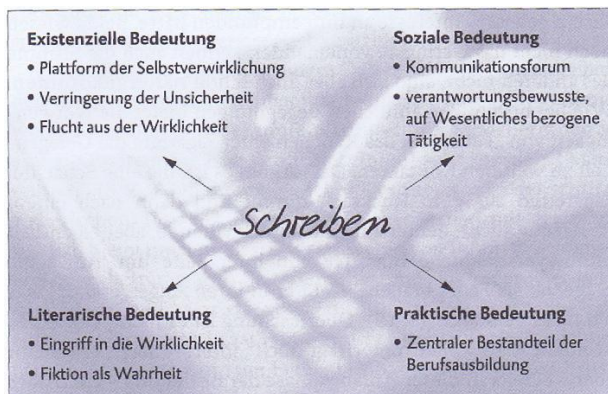 Existenzielle Bedeutung
• Plattform der Selbstverwirklichung
• Verringerung der Unsicherheit
• Flucht aus der Wirklichkeit
Soziale Bedeutung
• Kommunikationsforum
• verantwortungsbewusste,
auf Wesentliches bezogene
Tätigkeit
Schreiben
Literarische Bedeutung
• Eingriff in die Wirklichkeit
• Fiktion als Wahrheit
Praktische Bedeutung
• Zentraler Bestandteil der
Berufsausbildung